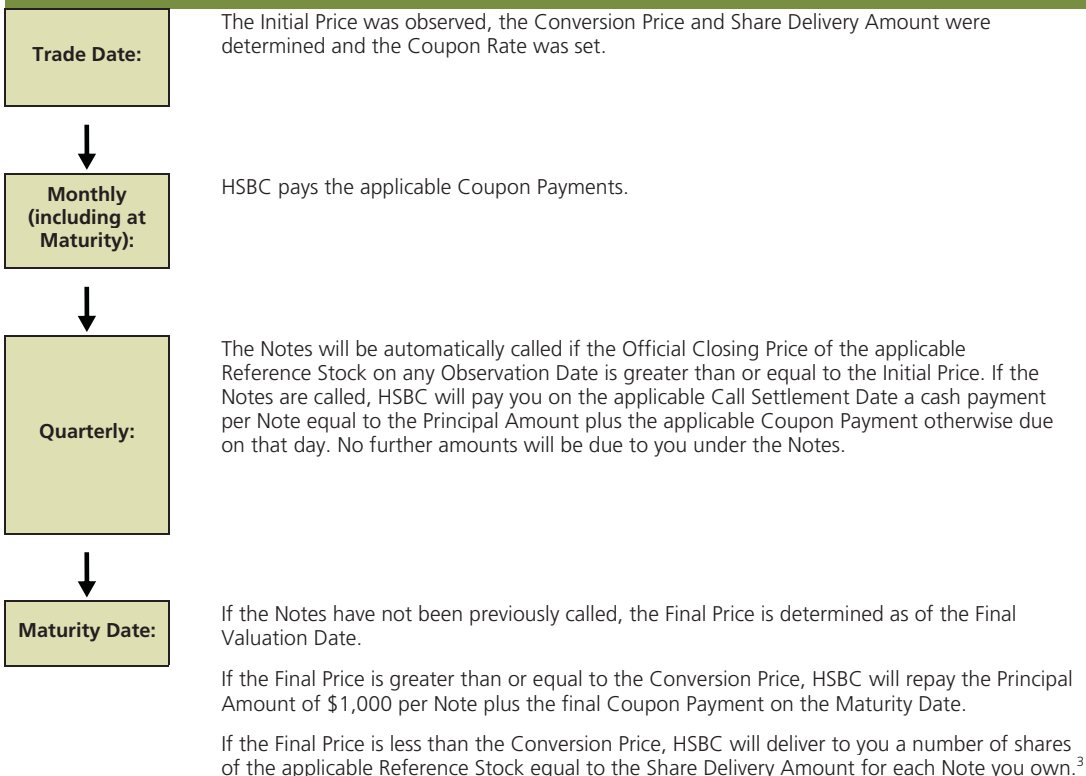 Trade Date:
The Initial Price was observed, the Conversion Price and Share Delivery Amount were
determined and the Coupon Rate was set.
Monthly
(including at
Maturity):
HSBC pays the applicable Coupon Payments.
Quarterly:
The Notes will be automatically called if the Official Closing Price of the applicable
Reference Stock on any Observation Date is greater than or equal to the Initial Price. If the
Notes are called, HSBC will pay you on the applicable Call Settlement Date a cash payment
per Note equal to the Principal Amount plus the applicable Coupon Payment otherwise due
on that day. No further amounts will be due to you under the Notes.
Maturity Date:
If the Notes have not been previously called, the Final Price is determined as of the Final
Valuation Date.
If the Final Price is greater than or equal to the Conversion Price, HSBC will repay the Principal
Amount of $1,000 per Note plus the final Coupon Payment on the Maturity Date.
If the Final Price is less than the Conversion Price, HSBC will deliver to you a number of shares
of the applicable Reference Stock equal to the Share Delivery Amount for each Note you own.3